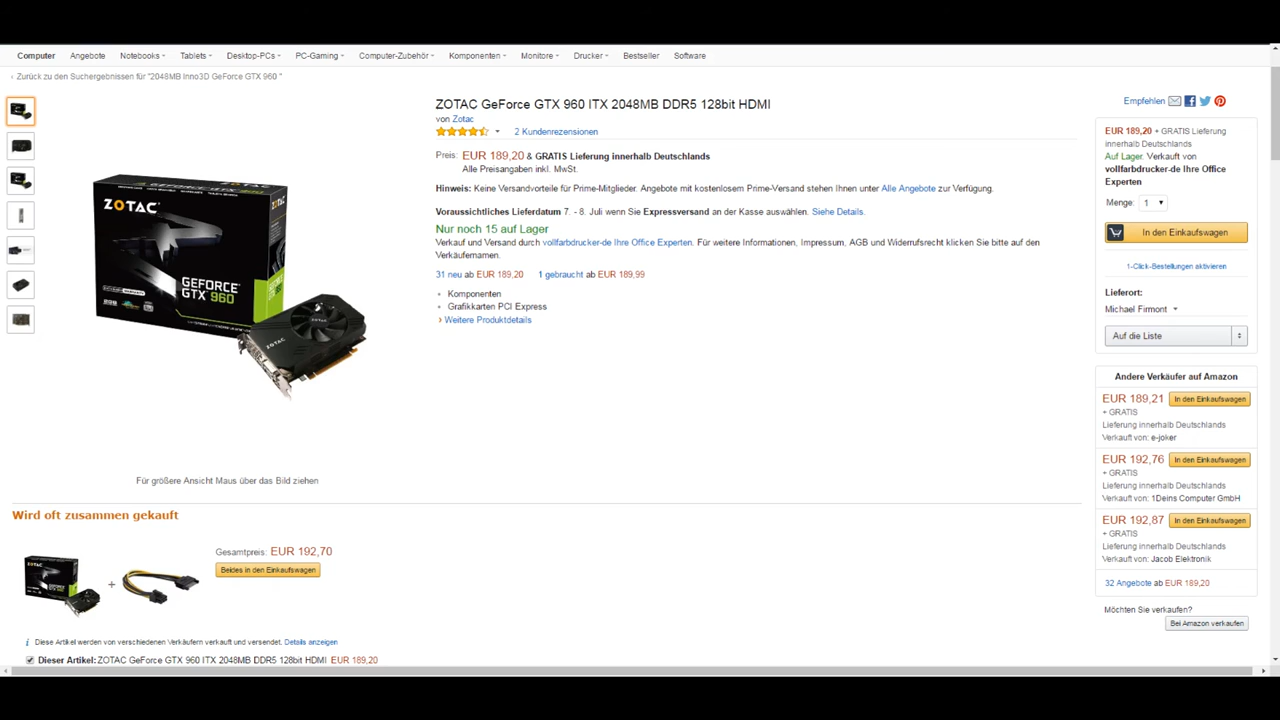 Computer Angebote Notebooks Tablets Desktop-PCs PC-Gaming Computer-Zubehör Komponenten Monitore Drucker Bestseller Software
‹ Zurück zu den Suchergebnissen für "2048MB Inno3D GeForce GTX 960 "
ZOTAC GeForce GTX 960 ITX 2048MB DDR5 128bit HDMI
von Zotac
2 Kundenrezensionen
Preis: EUR 189,20 & GRATIS Lieferung innerhalb Deutschlands
Alle Preisangaben inkl. MwSt.
Hinweis: Keine Versandvorteile für Prime-Mitglieder. Angebote mit kostenlosem Prime-Versand stehen Ihnen unter Alle Angebote zur Verfügung.
Voraussichtliches Lieferdatum 7. - 8. Juli wenn Sie Expressversand an der Kasse auswählen. Siehe Details.
Nur noch 15 auf Lager
Verkauf und Versand durch vollfarbdrucker-de Ihre Office Experten. Für weitere Informationen, Impressum, AGB und Widerrufsrecht klicken Sie bitte auf den
Verkäufernamen.
31 neu ab EUR 189,20 1 gebraucht ab EUR 189,99
Komponenten
Grafikkarten PCI Express
› Weitere Produktdetails
ZOTAC
GEFORCE GTX 960
GEFORCE
GTX 960
ZOTAC
ZOTAC
Für größere Ansicht Maus über das Bild ziehen
Empfehlen
EUR 189,20 + GRATIS Lieferung
innerhalb Deutschlands
Auf Lager. Verkauft von
vollfarbdrucker-de Ihre Office
Experten
Menge: 1
In den Einkaufswagen
1-Click-Bestellungen aktivieren
Lieferort:
Michael Firmont
Auf die Liste
Andere Verkäufer auf Amazon
EUR 189,21 In den Einkaufswagen
+ GRATIS
Lieferung innerhalb Deutschlands
Verkauft von: e-joker
EUR 192,76 In den Einkaufswagen
+ GRATIS
Lieferung innerhalb Deutschlands
Verkauft von: 1Deins Computer GmbH
EUR 192,87 In den Einkaufswagen
+ GRATIS
Lieferung innerhalb Deutschlands
Verkauft von: Jacob Elektronik
32 Angebote ab EUR 189,20
Möchten Sie verkaufen?
Bei Amazon verkaufen
Wird oft zusammen gekauft
ZOTAC
+
Gesamtpreis: EUR 192,70
Beides in den Einkaufswagen
i Diese Artikel werden von verschiedenen Verkäufern verkauft und versendet. Details anzeigen
Dieser Artikel: ZOTAC GeForce GTX 960 ITX 2048MB DDR5 128bit HDMI EUR 189,20